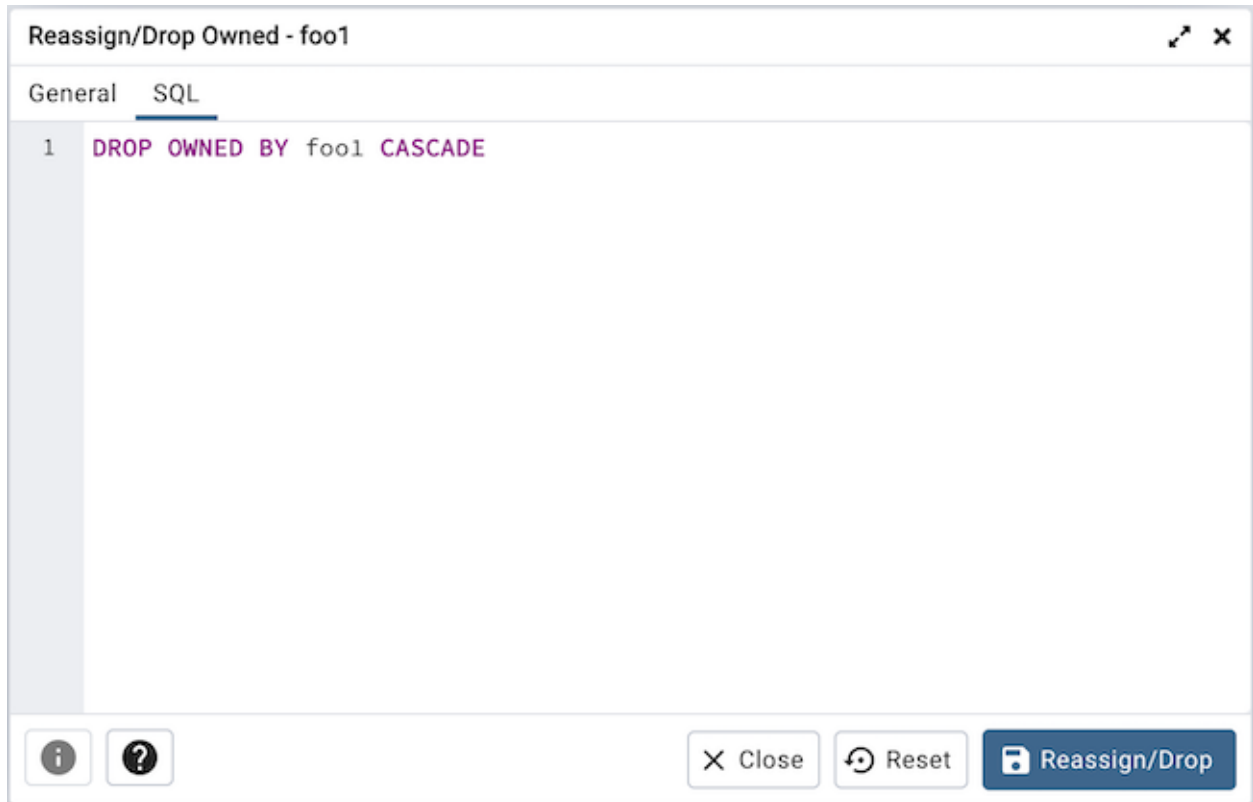 Reassign/Drop Owned - foo1
General SQL
1 DROP OWNED BY foo1 CASCADE
Close Reset Reassign/Drop